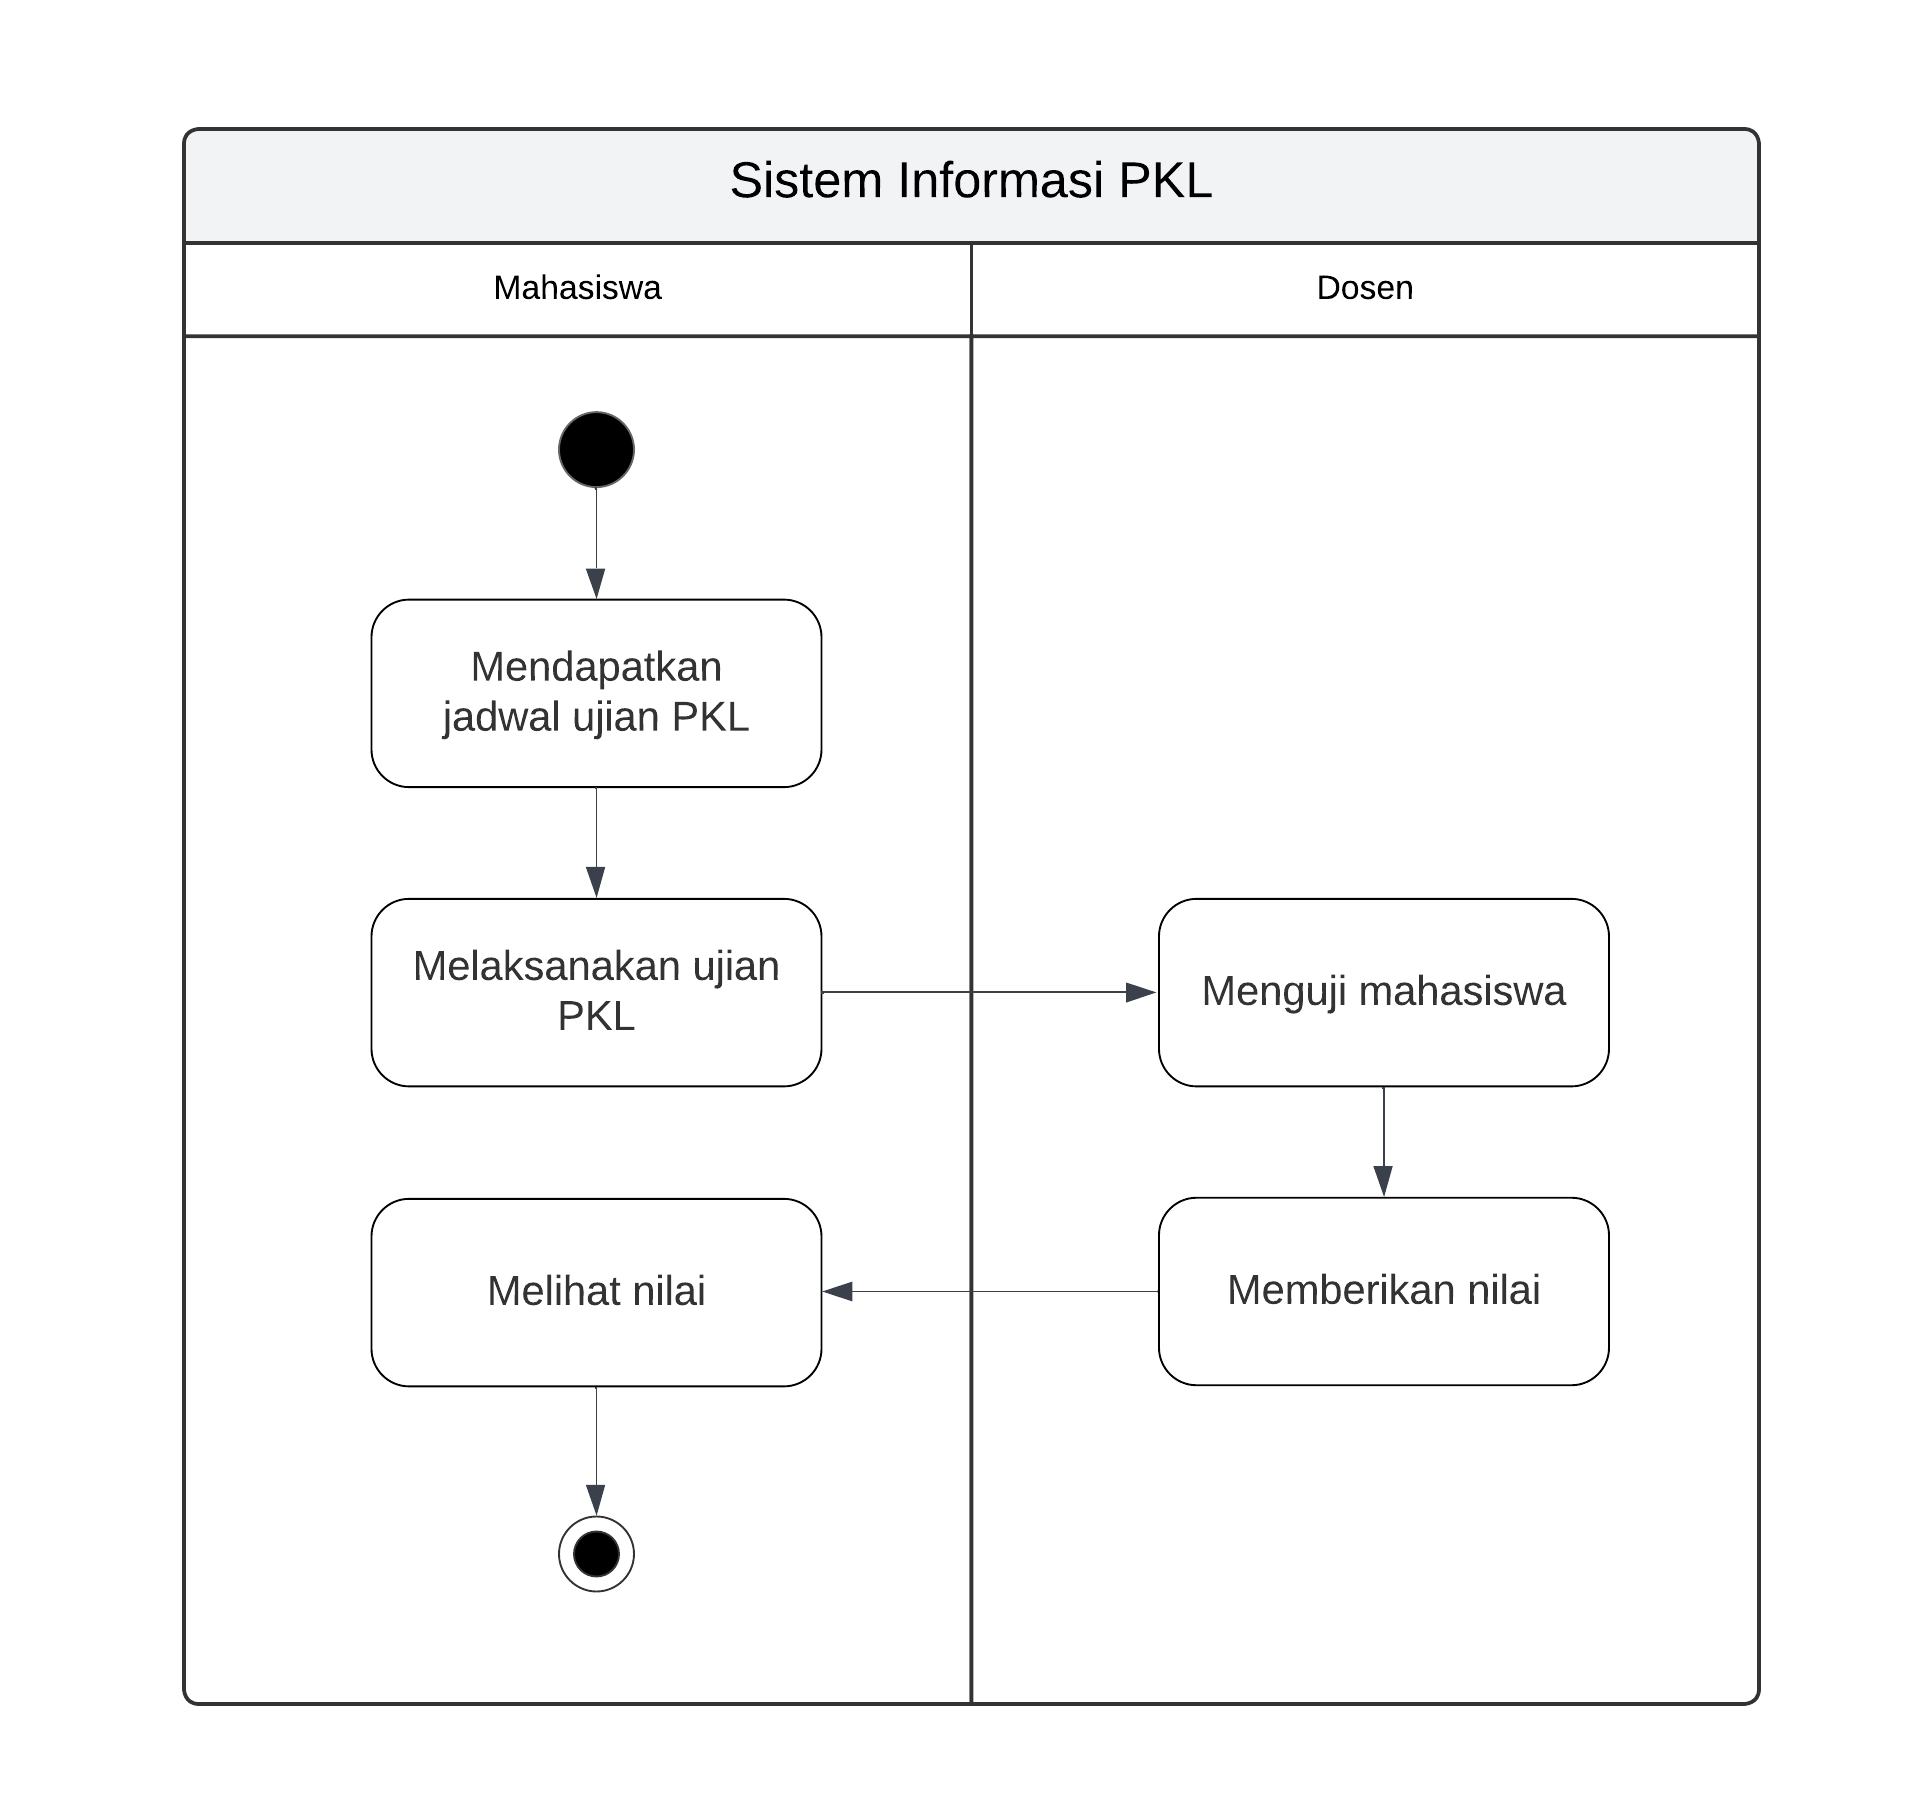 Sistem Informasi PKL
Mahasiswa
Dosen
Mendapatkan
jadwal ujian PKL
Melaksanakan ujian
PKL
Menguji mahasiswa
Melihat nilai
Memberikan nilai